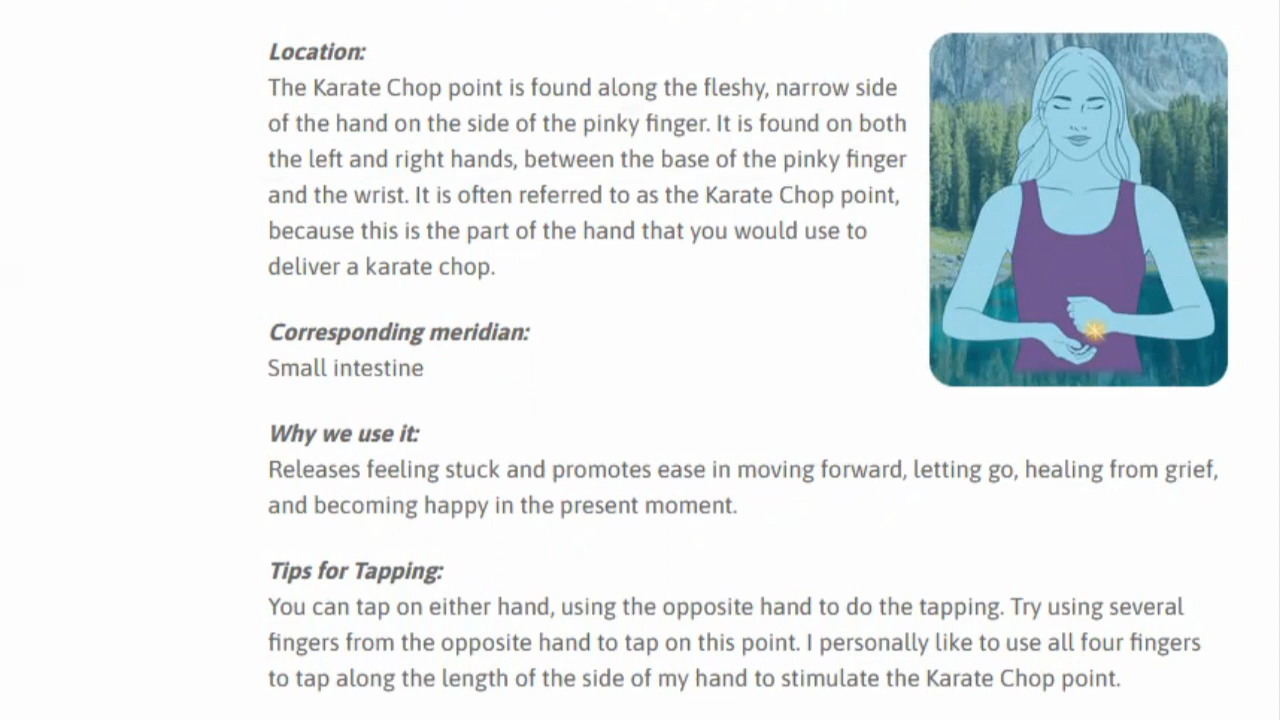 Location:
The Karate Chop point is found along the fleshy, narrow side
of the hand on the side of the pinky finger. It is found on both
the left and right hands, between the base of the pinky finger
and the wrist. It is often referred to as the Karate Chop point,
because this is the part of the hand that you would use to
deliver a karate chop.
Corresponding meridian:
Small intestine
Why we use it:
Releases feeling stuck and promotes ease in moving forward, letting go, healing from grief,
and becoming happy in the present moment.
Tips for Tapping:
You can tap on either hand, using the opposite hand to do the tapping. Try using several
fingers from the opposite hand to tap on this point. I personally like to use all four fingers
to tap along the length of the side of my hand to stimulate the Karate Chop point.